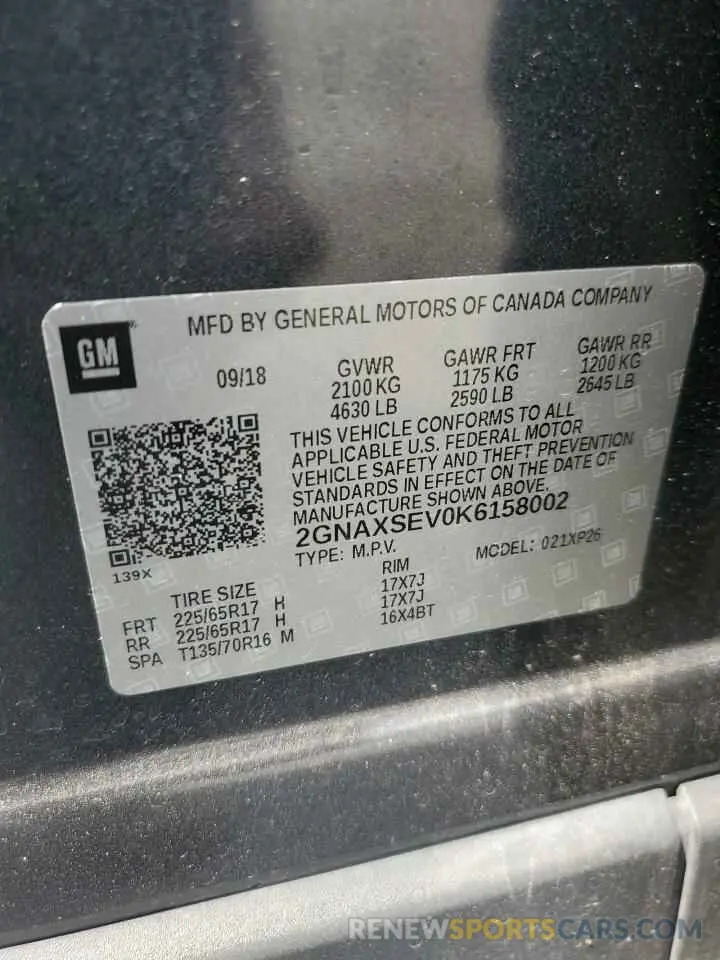 MFD BY GENERAL MOTORS OF CANADA COMPANY
GM
09/18
GVWR
2100 KG
4630 LB
GAWR FRT
1175 KG
2590 LB
GAWR RR
1200 KG
2645 LB
THIS VEHICLE CONFORMS TO ALL
APPLICABLE U.S. FEDERAL MOTOR
VEHICLE SAFETY AND THEFT PREVENTION
STANDARDS IN EFFECT ON THE DATE OF
MANUFACTURE SHOWN ABOVE.
2GNAXSEV0K6158002
TYPE: M.P.V. MODEL: 021XP26
139X
TIRE SIZE RIM
FRT 225/65R17 H 17X7J
RR 225/65R17 H 17X7J
SPA T135/70R16 M 16X4BT
RENEWSPORTSCARS.COM